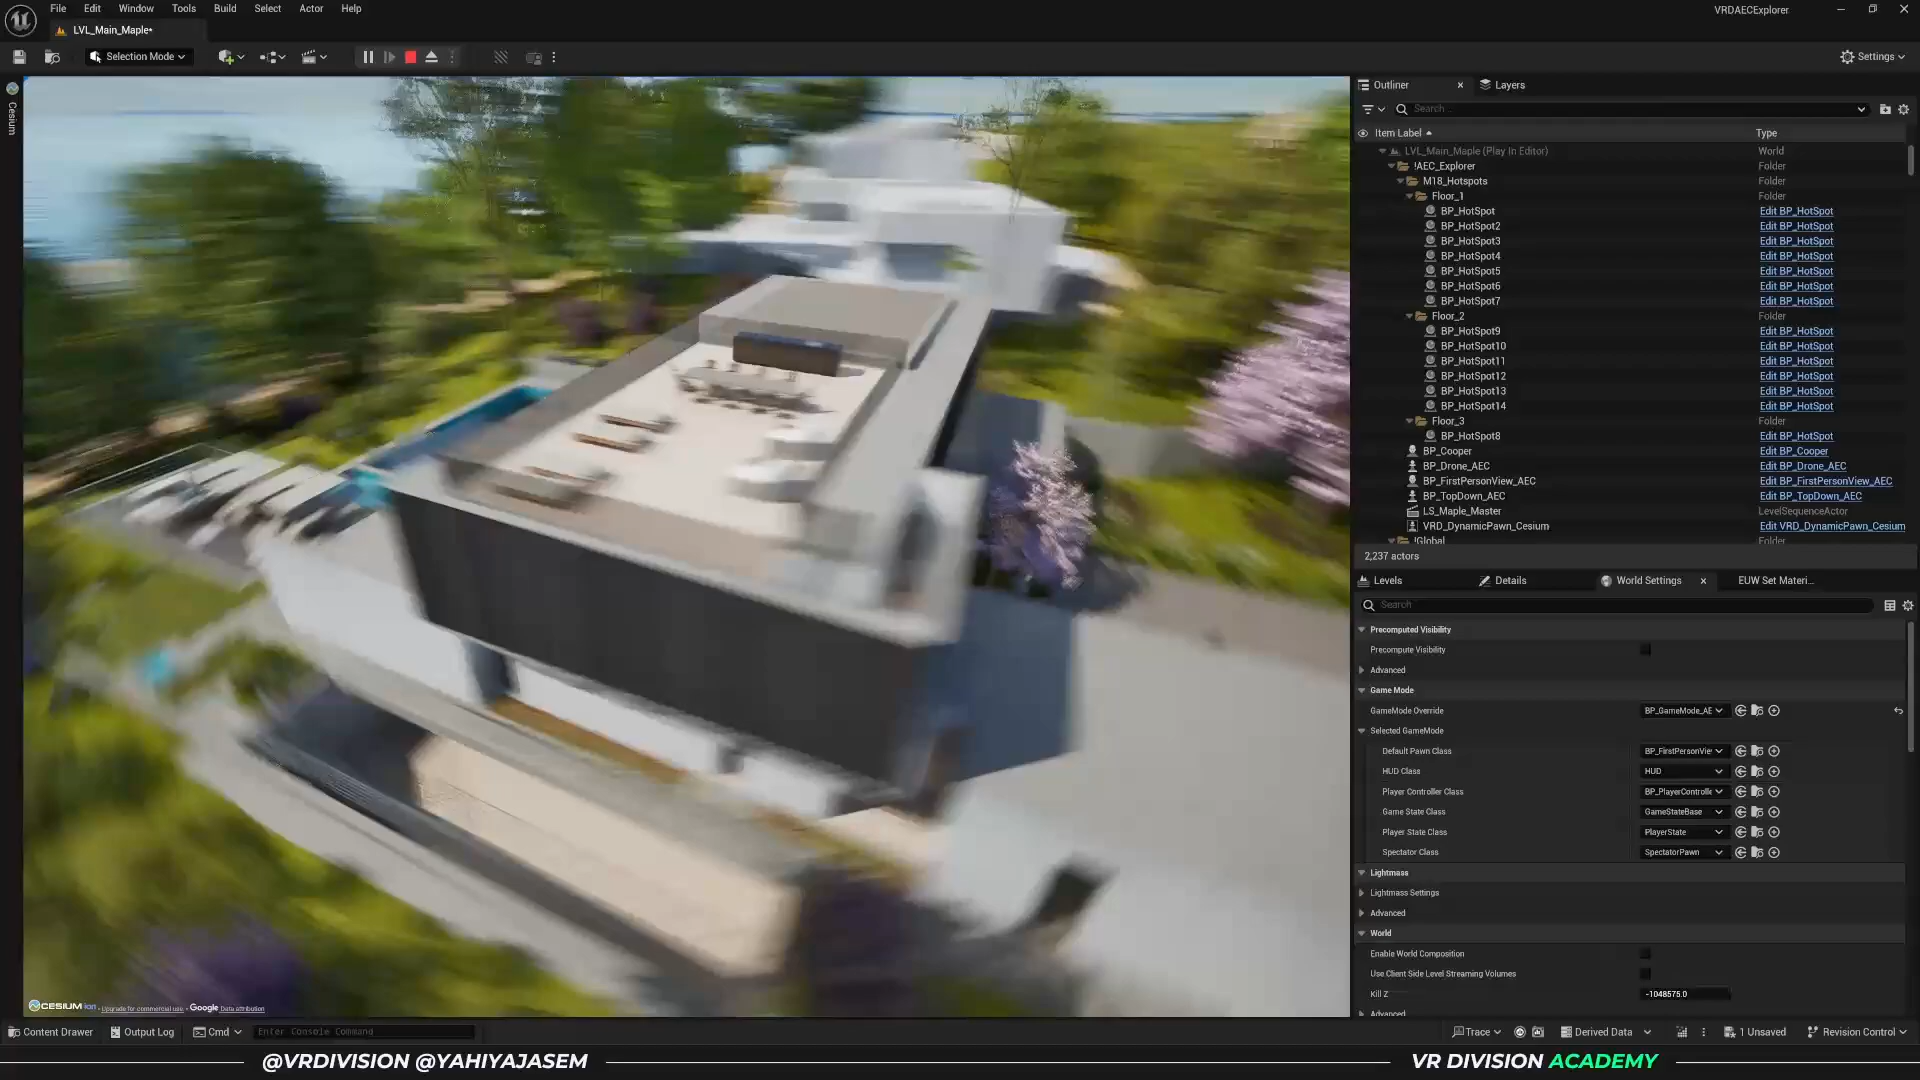 File Edit Window Tools Build Select Actor Help
VRDAECExplorer
LVL_Main_Maple•
Selection Mode
Settings
Cesium
Outliner
Layers
Search...
Item Label
Type
LVL_Main_Maple (Play In Editor) World
!AEC_Explorer Folder
M18_Hotspots Folder
Floor_1 Folder
BP_HotSpot Edit BP_HotSpot
BP_HotSpot2 Edit BP_HotSpot
BP_HotSpot3 Edit BP_HotSpot
BP_HotSpot4 Edit BP_HotSpot
BP_HotSpot5 Edit BP_HotSpot
BP_HotSpot6 Edit BP_HotSpot
BP_HotSpot7 Edit BP_HotSpot
Floor_2 Folder
BP_HotSpot9 Edit BP_HotSpot
BP_HotSpot10 Edit BP_HotSpot
BP_HotSpot11 Edit BP_HotSpot
BP_HotSpot12 Edit BP_HotSpot
BP_HotSpot13 Edit BP_HotSpot
BP_HotSpot14 Edit BP_HotSpot
Floor_3 Folder
BP_HotSpot8 Edit BP_HotSpot
BP_Cooper Edit BP_Cooper
BP_Drone_AEC Edit BP_Drone_AEC
BP_FirstPersonView_AEC Edit BP_FirstPersonView_AEC
BP_TopDown_AEC Edit BP_TopDown_AEC
LS_Maple_Master LevelSequenceActor
VRD_DynamicPawn_Cesium Edit VRD_DynamicPawn_Cesium
!Global Folder
2,237 actors
Levels
Details
World Settings
EUW Set Materi...
Search
Precomputed Visibility
Precompute Visibility
Advanced
Game Mode
GameMode Override BP_GameMode_AE
Selected GameMode
Default Pawn Class BP_FirstPersonVie
HUD Class HUD
Player Controller Class BP_PlayerControlle
Game State Class GameStateBase
Player State Class PlayerState
Spectator Class SpectatorPawn
Lightmass
Lightmass Settings
Advanced
World
Enable World Composition
Use Client Side Level Streaming Volumes
Kill Z -1048575.0
Advanced
CESIUM ion - Upgrade for commercial use. - Google Data attribution
Content Drawer
Output Log
Cmd
Enter Console Command
Trace
Derived Data
1 Unsaved
Revision Control
@VRDIVISION @YAHIYAJASEM
VR DIVISION ACADEMY